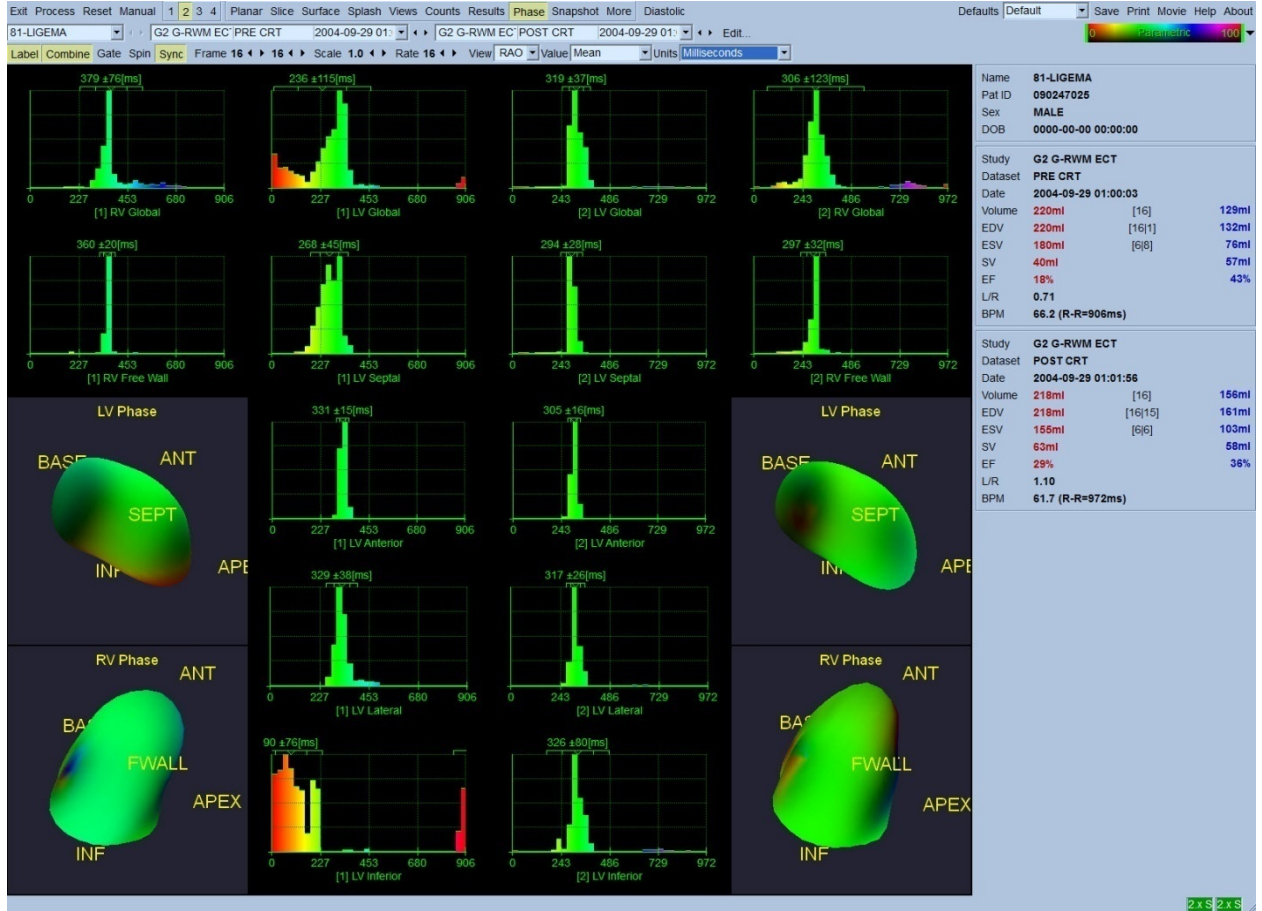 Exit Process Reset Manual 1 2 3 4 Planar Slice Surface Splash Views Counts Results Phase Snapshot More Diastolic Defaults Default Save Print Movie Help About
81-LIGEMA G2 G-RWM EC PRE CRT 2004-09-29 01: G2 G-RWM EC POST CRT 2004-09-29 01: Edit... 0 Parametric 100
Label Combine Gate Spin Sync Frame 16 16 Scale 1.0 Rate 16 View RAO Value Mean Units Milliseconds
379 ±76[ms] 236 ±115[ms] 319 ±37[ms] 306 ±123[ms]
0 227 453 680 906 0 227 453 680 906 0 243 486 729 972 0 243 486 729 972
[1] RV Global [1] LV Global [2] LV Global [2] RV Global
360 ±20[ms] 268 ±45[ms] 294 ±28[ms] 297 ±32[ms]
0 227 453 680 906 0 227 453 680 906 0 243 486 729 972 0 243 486 729 972
[1] RV Free Wall [1] LV Septal [2] LV Septal [2] RV Free Wall
LV Phase
BASE ANT
SEPT
INF
331 ±15[ms] 305 ±16[ms]
0 227 453 680 906 0 243 486 729 972
[1] LV Anterior [2] LV Anterior
LV Phase
BASE ANT
SEPT
329 ±38[ms] 317 ±26[ms]
0 227 453 680 906 0 243 486 729 972
[1] LV Lateral [2] LV Lateral
RV Phase
ANT
FWALL
APEX
INF
90 ±76[ms] 326 ±80[ms]
0 227 453 680 906 0 243 486 729 972
[1] LV Inferior [2] LV Inferior
RV Phase
ANT
FWALL
APEX
INF
Name 81-LIGEMA
Pat ID 090247025
Sex MALE
DOB 0000-00-00 00:00:00
Study G2 G-RWM ECT
Dataset PRE CRT
Date 2004-09-29 01:00:03
Volume 220ml [16] 129ml
EDV 220ml [16|1] 132ml
ESV 180ml [6|8] 76ml
SV 40ml 57ml
EF 18% 43%
L/R 0.71
BPM 66.2 (R-R=906ms)
Study G2 G-RWM ECT
Dataset POST CRT
Date 2004-09-29 01:01:56
Volume 218ml [16] 156ml
EDV 218ml [16|15] 161ml
ESV 155ml [6|6] 103ml
SV 63ml 58ml
EF 29% 36%
L/R 1.10
BPM 61.7 (R-R=972ms)
2.x S 2.x S